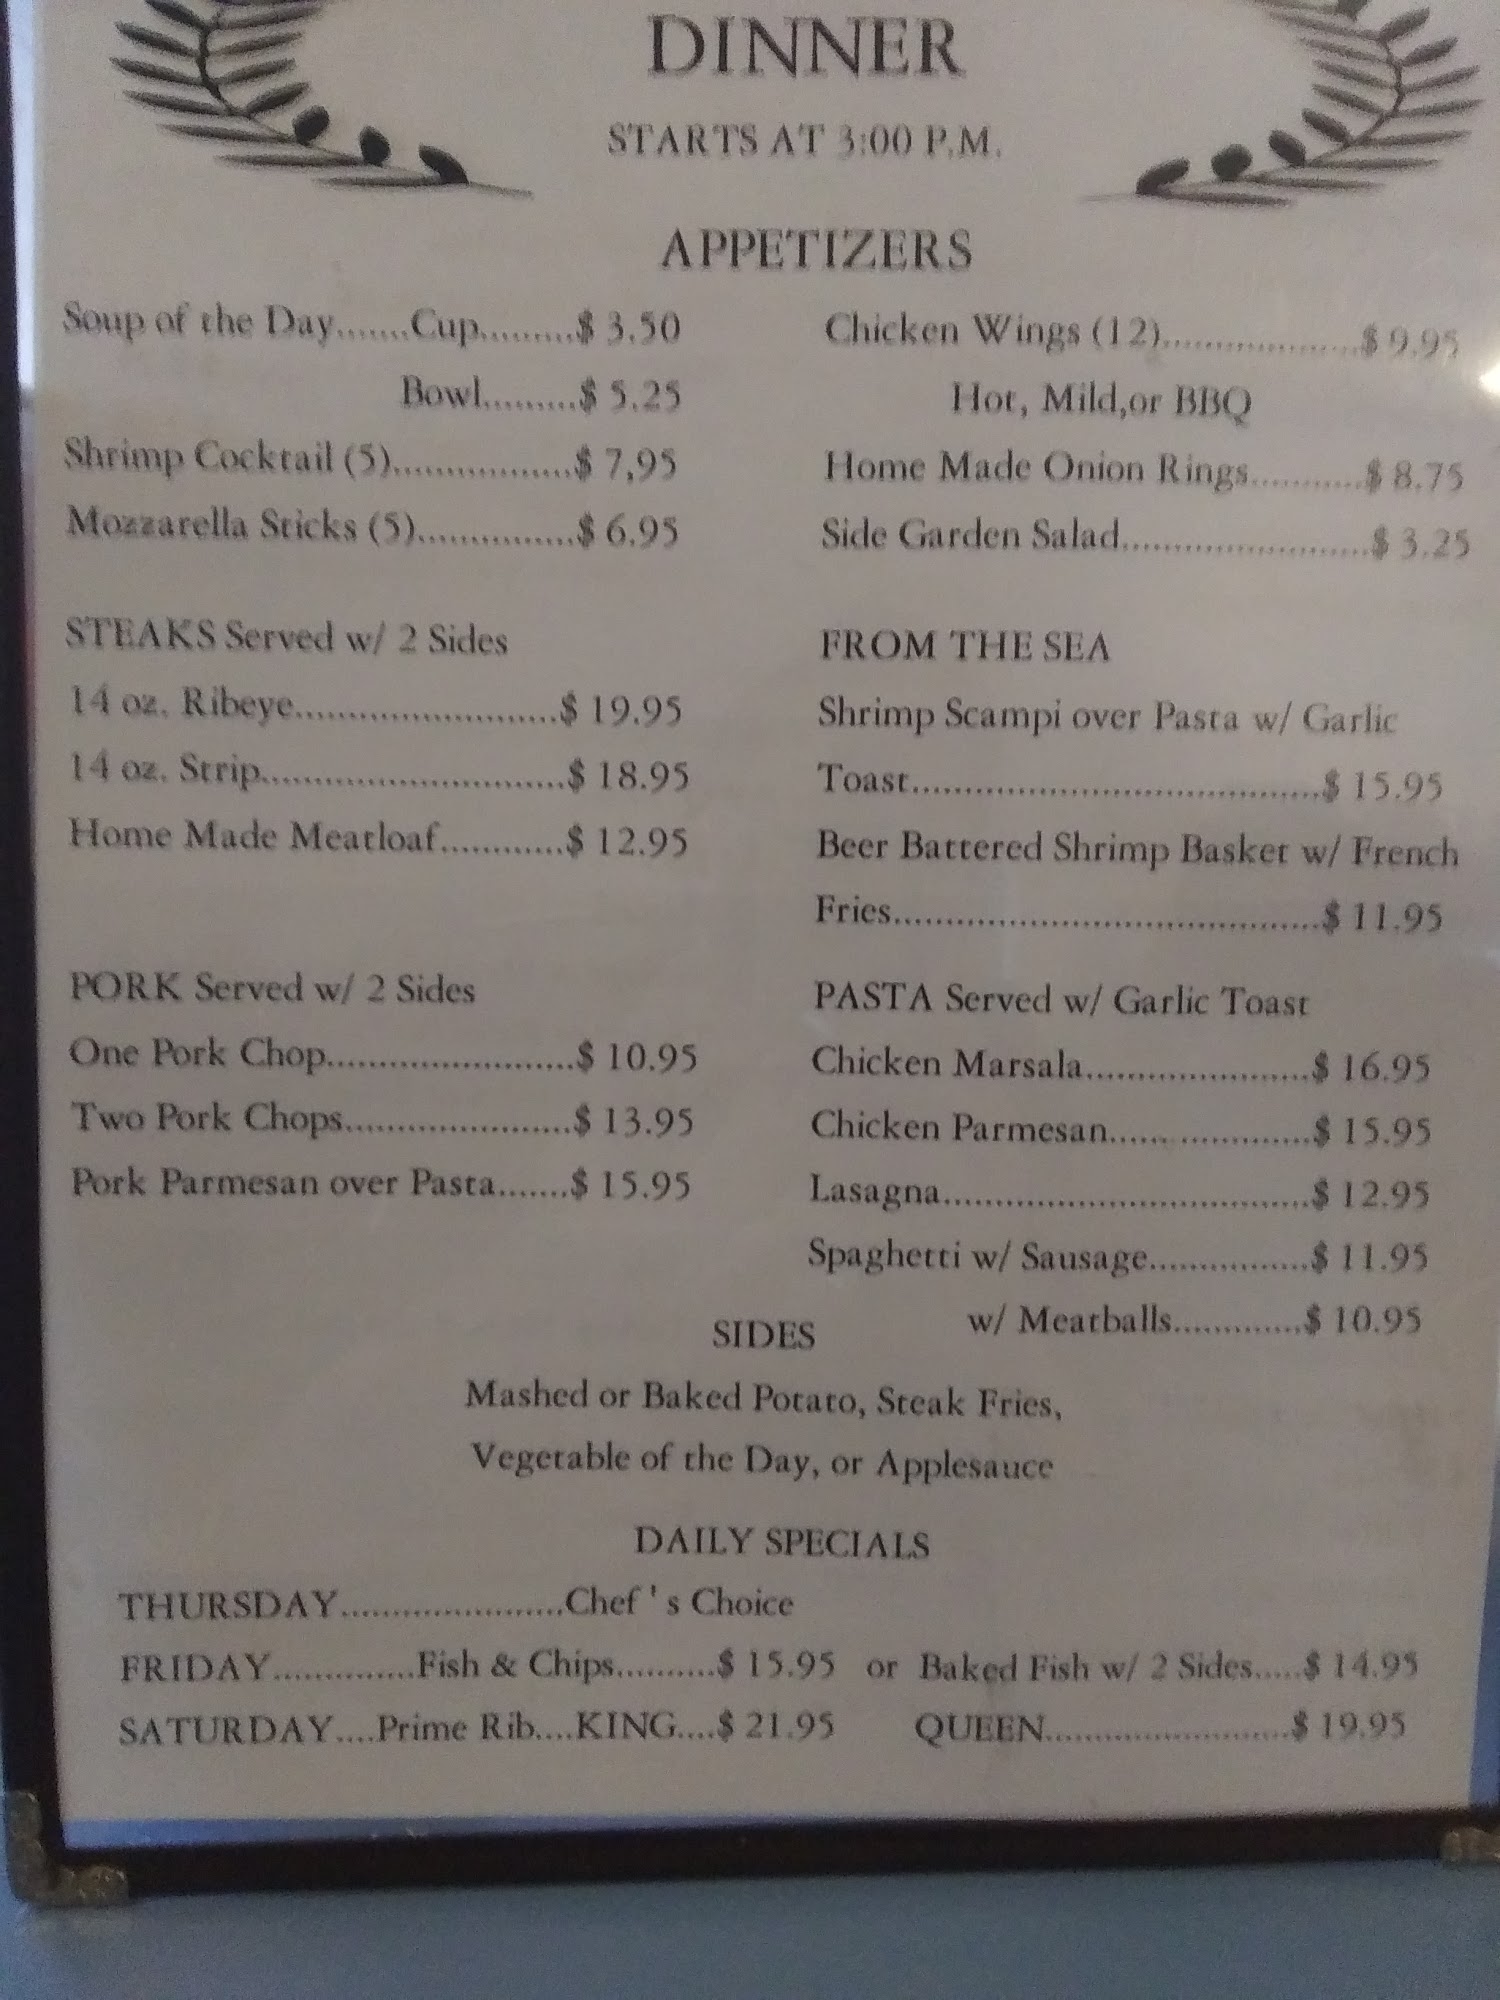 DINNER
STARTS AT 3:00 P.M.
APPETIZERS
Soup of the Day.......Cup.........$ 3.50
Bowl.........$ 5.25
Shrimp Cocktail (5).................$ 7,95
Mozzarella Sticks (5)...............$ 6.95
Chicken Wings (12)...................$ 9.95
Hot, Mild,or BBQ
Home Made Onion Rings...........$ 8.75
Side Garden Salad........................$ 3.25
STEAKS Served w/ 2 Sides
14 oz. Ribeye.........................$ 19.95
14 oz. Strip.............................$ 18.95
Home Made Meatloaf............$ 12.95
FROM THE SEA
Shrimp Scampi over Pasta w/ Garlic
Toast.......................................$ 15.95
Beer Battered Shrimp Basket w/ French
Fries.........................................$ 11.95
PORK Served w/ 2 Sides
One Pork Chop........................$ 10.95
Two Pork Chops......................$ 13.95
Pork Parmesan over Pasta.......$ 15.95
PASTA Served w/ Garlic Toast
Chicken Marsala......................$ 16.95
Chicken Parmesan...... .............$ 15.95
Lasagna...................................$ 12.95
Spaghetti w/ Sausage................$ 11.95
w/ Meatballs.............$ 10.95
SIDES
Mashed or Baked Potato, Steak Fries,
Vegetable of the Day, or Applesauce
DAILY SPECIALS
THURSDAY......................Chef ' s Choice
FRIDAY..............Fish & Chips..........$ 15.95 or Baked Fish w/ 2 Sides.....$ 14.95
SATURDAY....Prime Rib....KING....$ 21.95 QUEEN........................$ 19.95